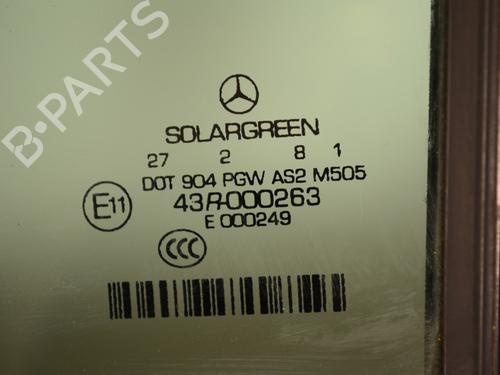 B-PARTS
SOLARGREEN
27 2 8 1
DOT 904 PGW AS2 M505
43R-000263
E 000249
E11
CCC